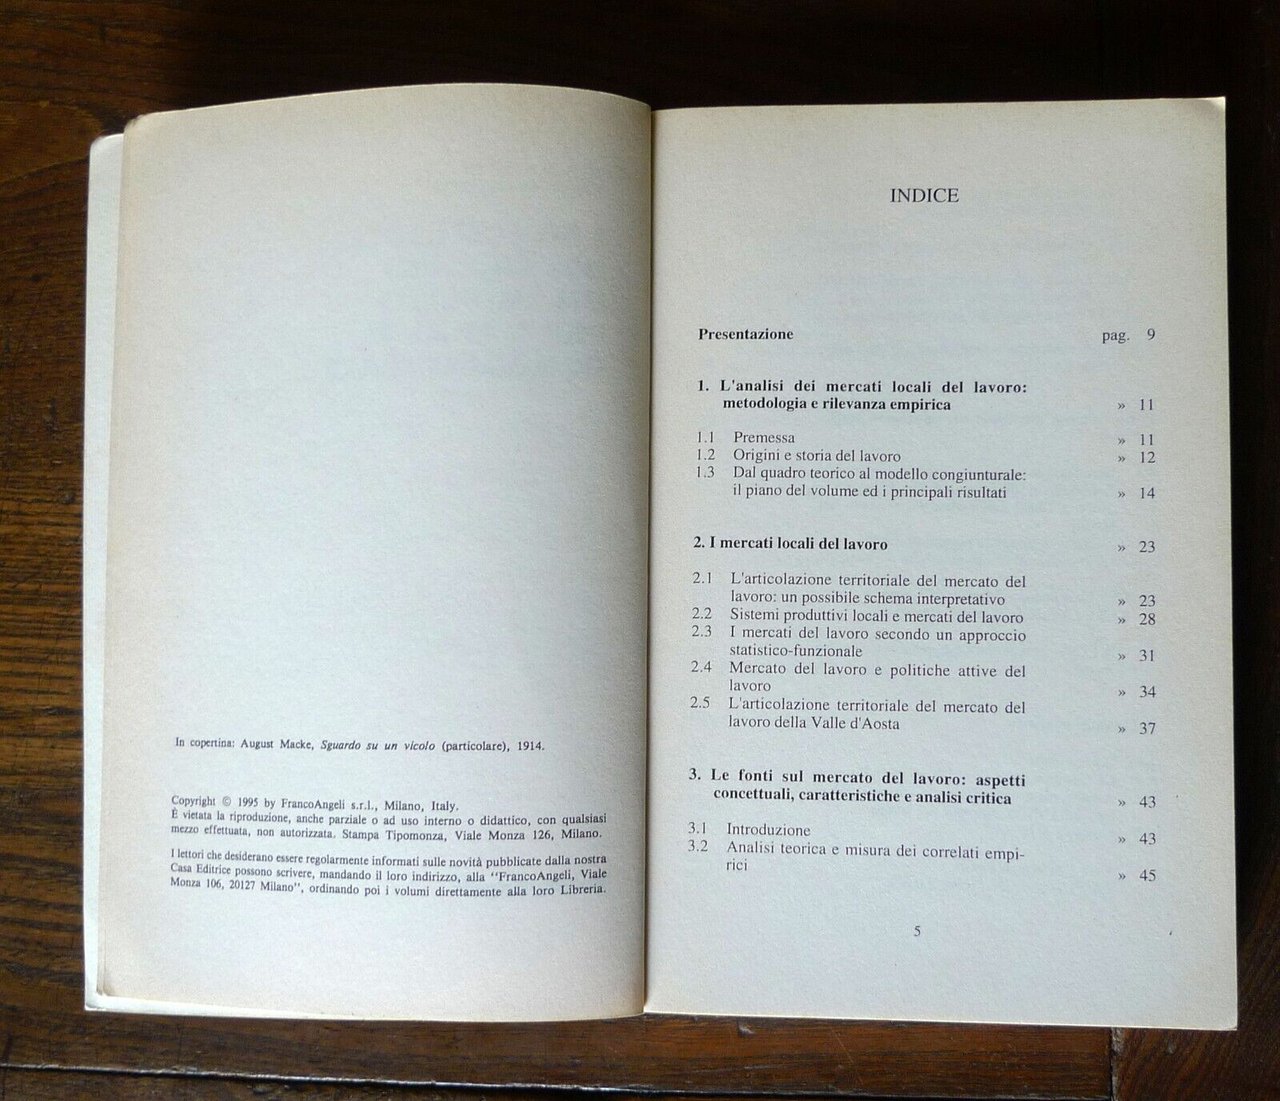 In copertina: August Macke, Sguardo su un vicolo (particolare), 1914.
Copyright © 1995 by FrancoAngeli s.r.l., Milano, Italy.
È vietata la riproduzione, anche parziale o ad uso interno o didattico, con qualsiasi
mezzo effettuata, non autorizzata. Stampa Tipomonza, Viale Monza 126, Milano.
I lettori che desiderano essere regolarmente informati sulle novità pubblicate dalla nostra
Casa Editrice possono scrivere, mandando il loro indirizzo, alla "FrancoAngeli, Viale
Monza 106, 20127 Milano", ordinando poi i volumi direttamente alla loro Libreria.
INDICE
Presentazione pag. 9
1. L'analisi dei mercati locali del lavoro:
metodologia e rilevanza empirica » 11
1.1 Premessa » 11
1.2 Origini e storia del lavoro » 12
1.3 Dal quadro teorico al modello congiunturale:
il piano del volume ed i principali risultati » 14
2. I mercati locali del lavoro » 23
2.1 L'articolazione territoriale del mercato del
lavoro: un possibile schema interpretativo » 23
2.2 Sistemi produttivi locali e mercati del lavoro » 28
2.3 I mercati del lavoro secondo un approccio
statistico-funzionale » 31
2.4 Mercato del lavoro e politiche attive del
lavoro » 34
2.5 L'articolazione territoriale del mercato del
lavoro della Valle d'Aosta » 37
3. Le fonti sul mercato del lavoro: aspetti
concettuali, caratteristiche e analisi critica » 43
3.1 Introduzione » 43
3.2 Analisi teorica e misura dei correlati empi-
rici » 45
5